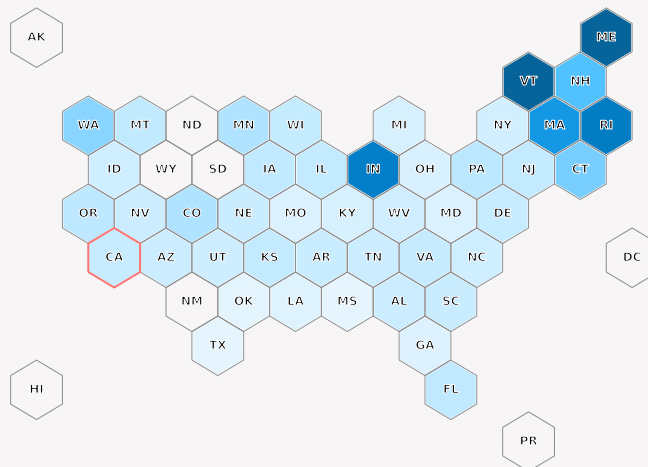 AK
ME
VT
NH
WA
MT
ND
MN
WI
MI
NY
MA
RI
ID
WY
SD
IA
IL
IN
OH
PA
NJ
CT
OR
NV
CO
NE
MO
KY
WV
MD
DE
CA
AZ
UT
KS
AR
TN
VA
NC
DC
NM
OK
LA
MS
AL
SC
TX
GA
HI
FL
PR